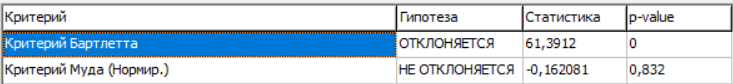 Критерий Гипотеза Статистика p-value
Критерий Бартлетта ОТКЛОНЯЕТСЯ 61,3912 0
Критерий Муда (Нормир.) НЕ ОТКЛОНЯЕТСЯ -0,162081 0,832